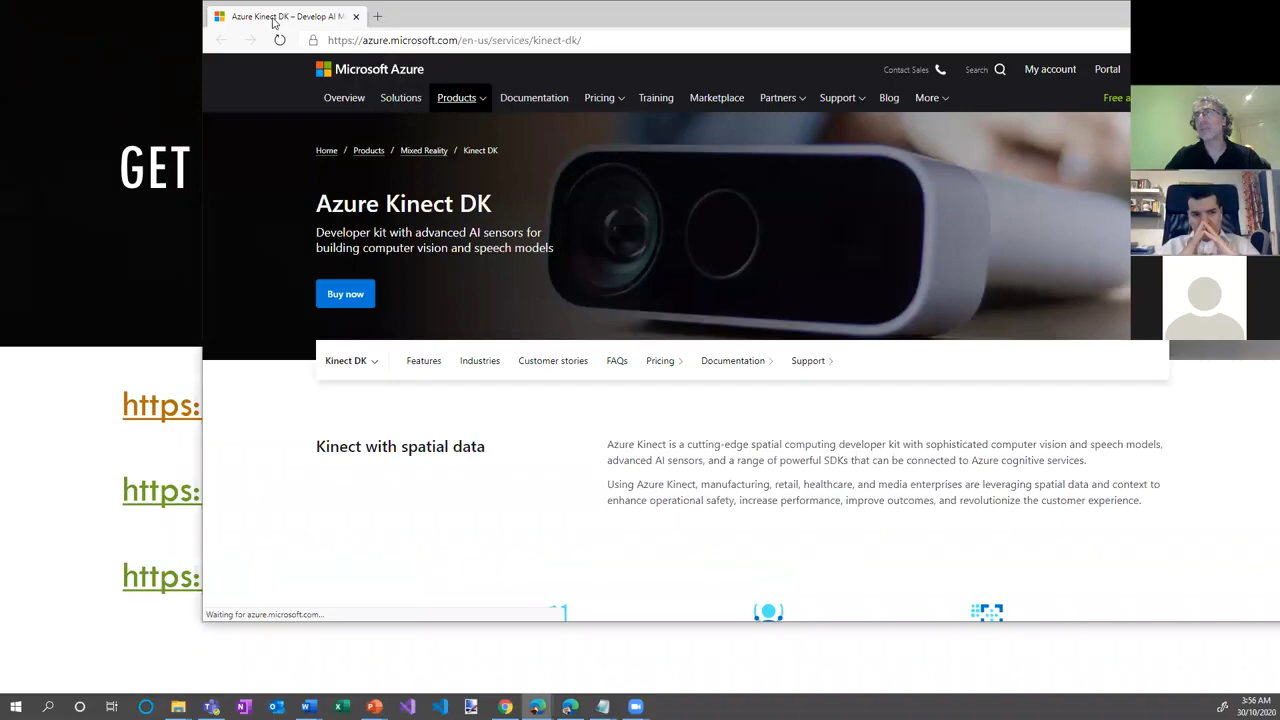 Azure Kinect DK – Develop AI M
https://azure.microsoft.com/en-us/services/kinect-dk/
Microsoft Azure
Contact Sales
Search
My account
Portal
Overview
Solutions
Products
Documentation
Pricing
Training
Marketplace
Partners
Support
Blog
More
Free a
Home / Products / Mixed Reality / Kinect DK
GET
Azure Kinect DK
Developer kit with advanced AI sensors for
building computer vision and speech models
Buy now
Kinect DK
Features
Industries
Customer stories
FAQs
Pricing
Documentation
Support
https:
https:
https:
Kinect with spatial data
Azure Kinect is a cutting-edge spatial computing developer kit with sophisticated computer vision and speech models,
advanced AI sensors, and a range of powerful SDKs that can be connected to Azure cognitive services.
Using Azure Kinect, manufacturing, retail, healthcare, and media enterprises are leveraging spatial data and context to
enhance operational safety, increase performance, improve outcomes, and revolutionize the customer experience.
Waiting for azure.microsoft.com...
3:56 AM
30/10/2020